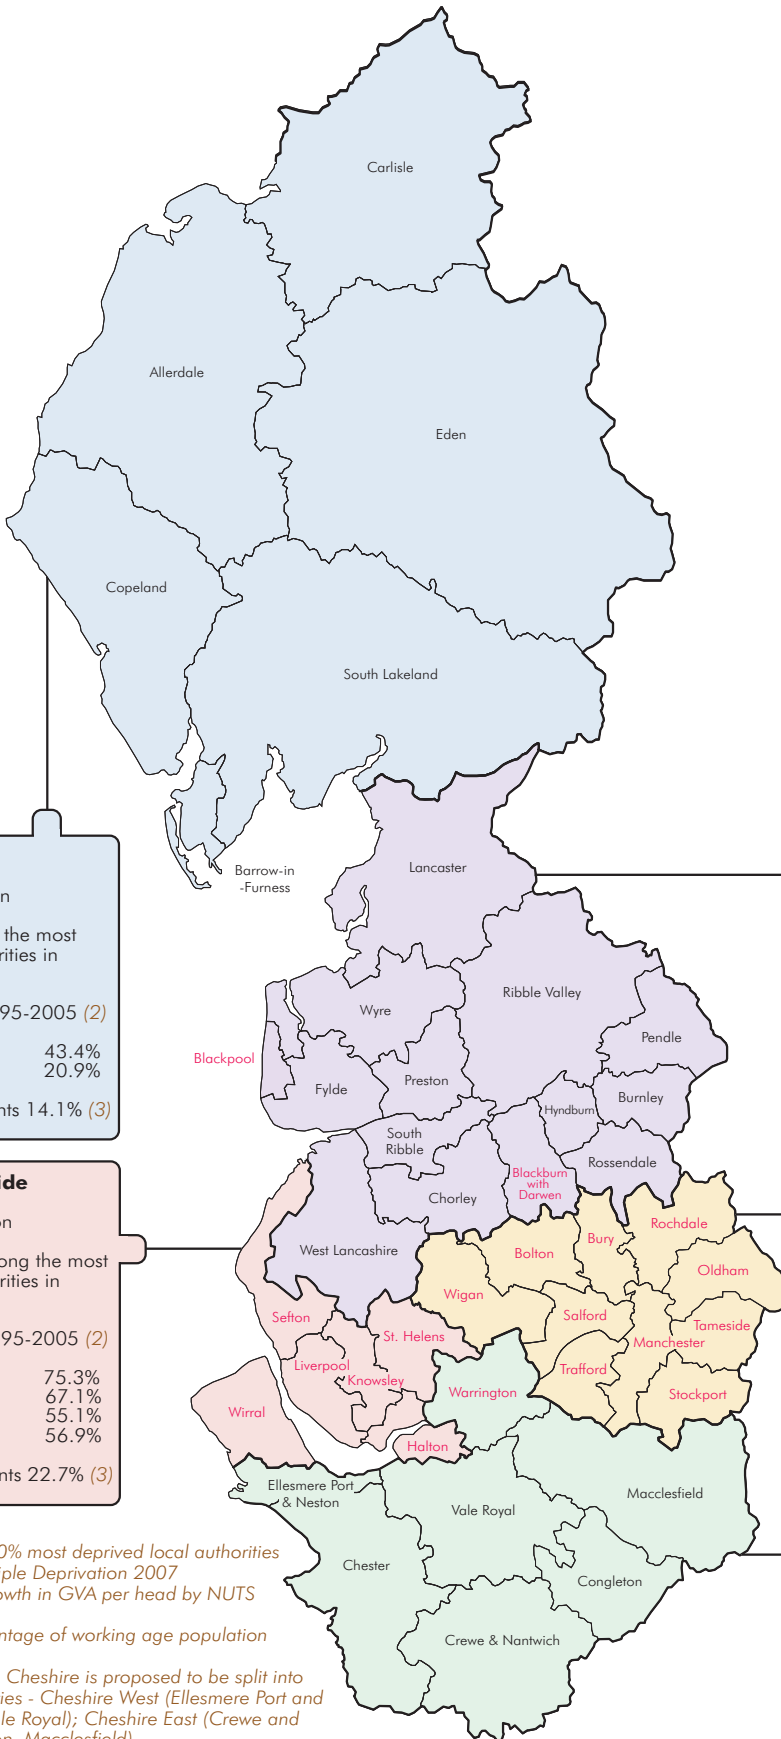 Carlisle
Allerdale
Eden
Copeland
South Lakeland
Barrow-in
-Furness
Lancaster
Ribble Valley
Wyre
Pendle
Blackpool
Fylde
Preston
Burnley
Hyndburn
South
Ribble
Rossendale
Blackburn
with
Darwen
Chorley
West Lancashire
Rochdale
Bury
Bolton
Oldham
Wigan
Salford
Tameside
Manchester
Sefton
St. Helens
Liverpool
Knowsley
Trafford
Stockport
Warrington
Wirral
Halton
Ellesmere Port
& Neston
Vale Royal
Macclesfield
Chester
Congleton
Crewe & Nantwich
n
the most
rities in
95-2005 (2)
43.4%
20.9%
nts 14.1% (3)
ide
on
ong the most
rities in
95-2005 (2)
75.3%
67.1%
55.1%
56.9%
nts 22.7% (3)
0% most deprived local authorities
iple Deprivation 2007
owth in GVA per head by NUTS
ntage of working age population
Cheshire is proposed to be split into
ies - Cheshire West (Ellesmere Port and
le Royal); Cheshire East (Crewe and
on, Macclesfield)